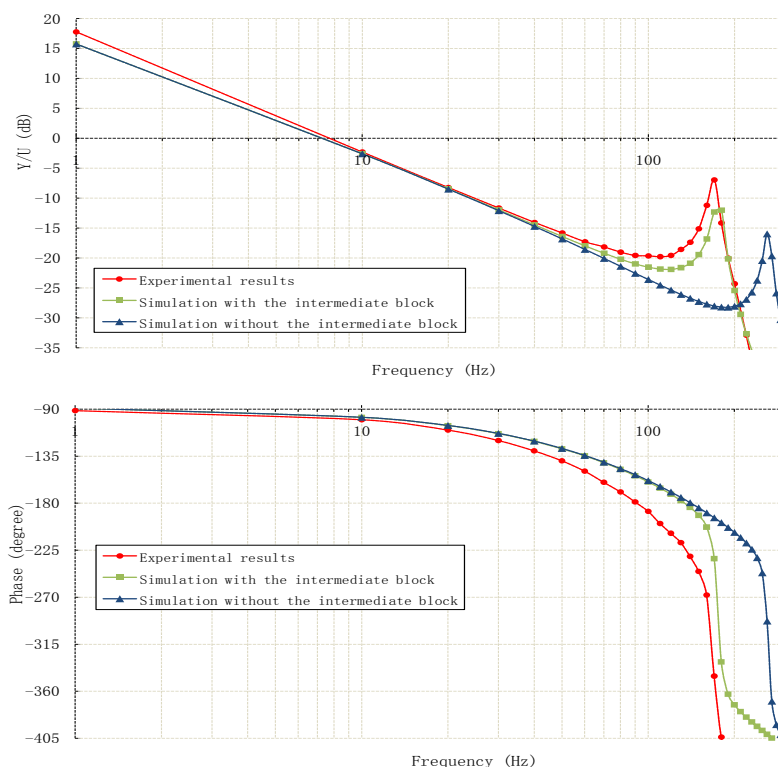 20
15
10
5
0
-5
-10
-15
-20
-25
-30
-35
Y/U (dB)
1
10
100
Experimental results
Simulation with the intermediate block
Simulation without the intermediate block
Frequency (Hz)
-90
-135
-180
-225
-270
-315
-360
-405
Phase (degree)
1
10
100
Experimental results
Simulation with the intermediate block
Simulation without the intermediate block
Frequency (Hz)